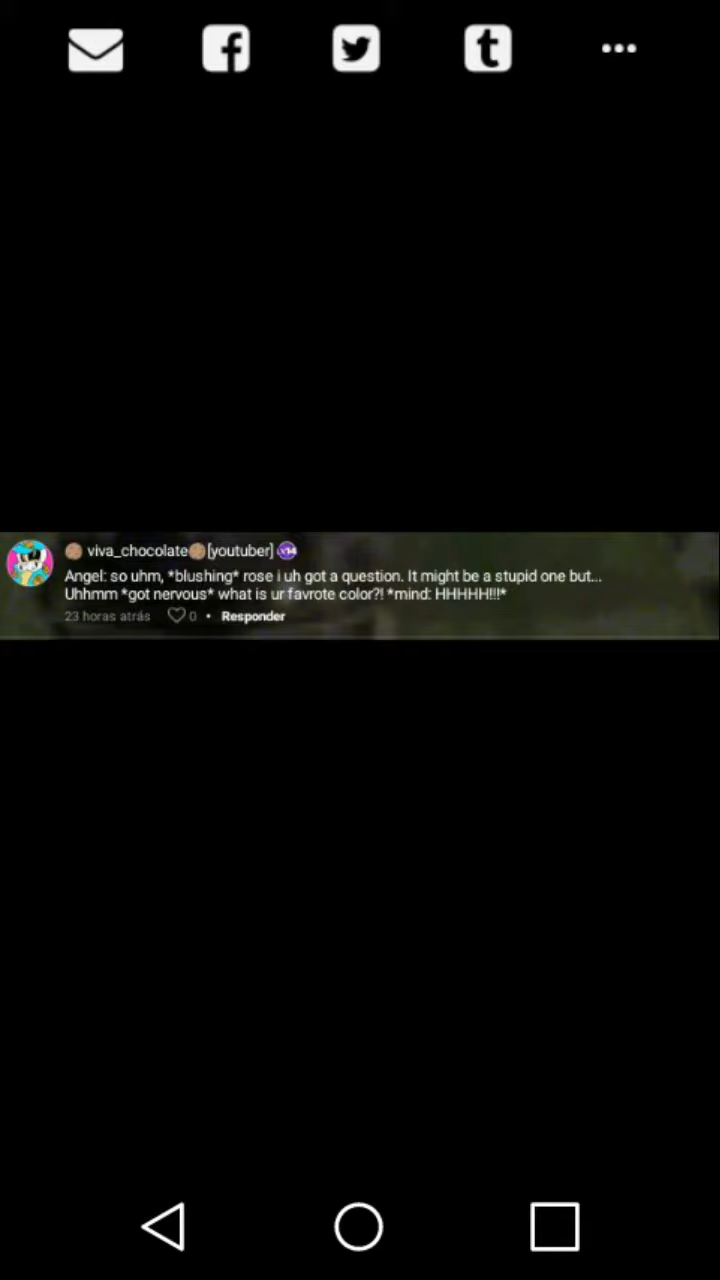 viva_chocolate [youtuber] LV14
Angel: so uhm, *blushing* rose i uh got a question. It might be a stupid one but...
Uhhmm *got nervous* what is ur favrote color?! *mind: HHHHH!!!*
23 horas atrás 0 • Responder